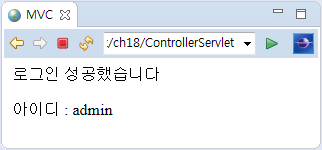 MVC
:/ch18/ControllerServlet
로그인 성공했습니다
아이디 : admin